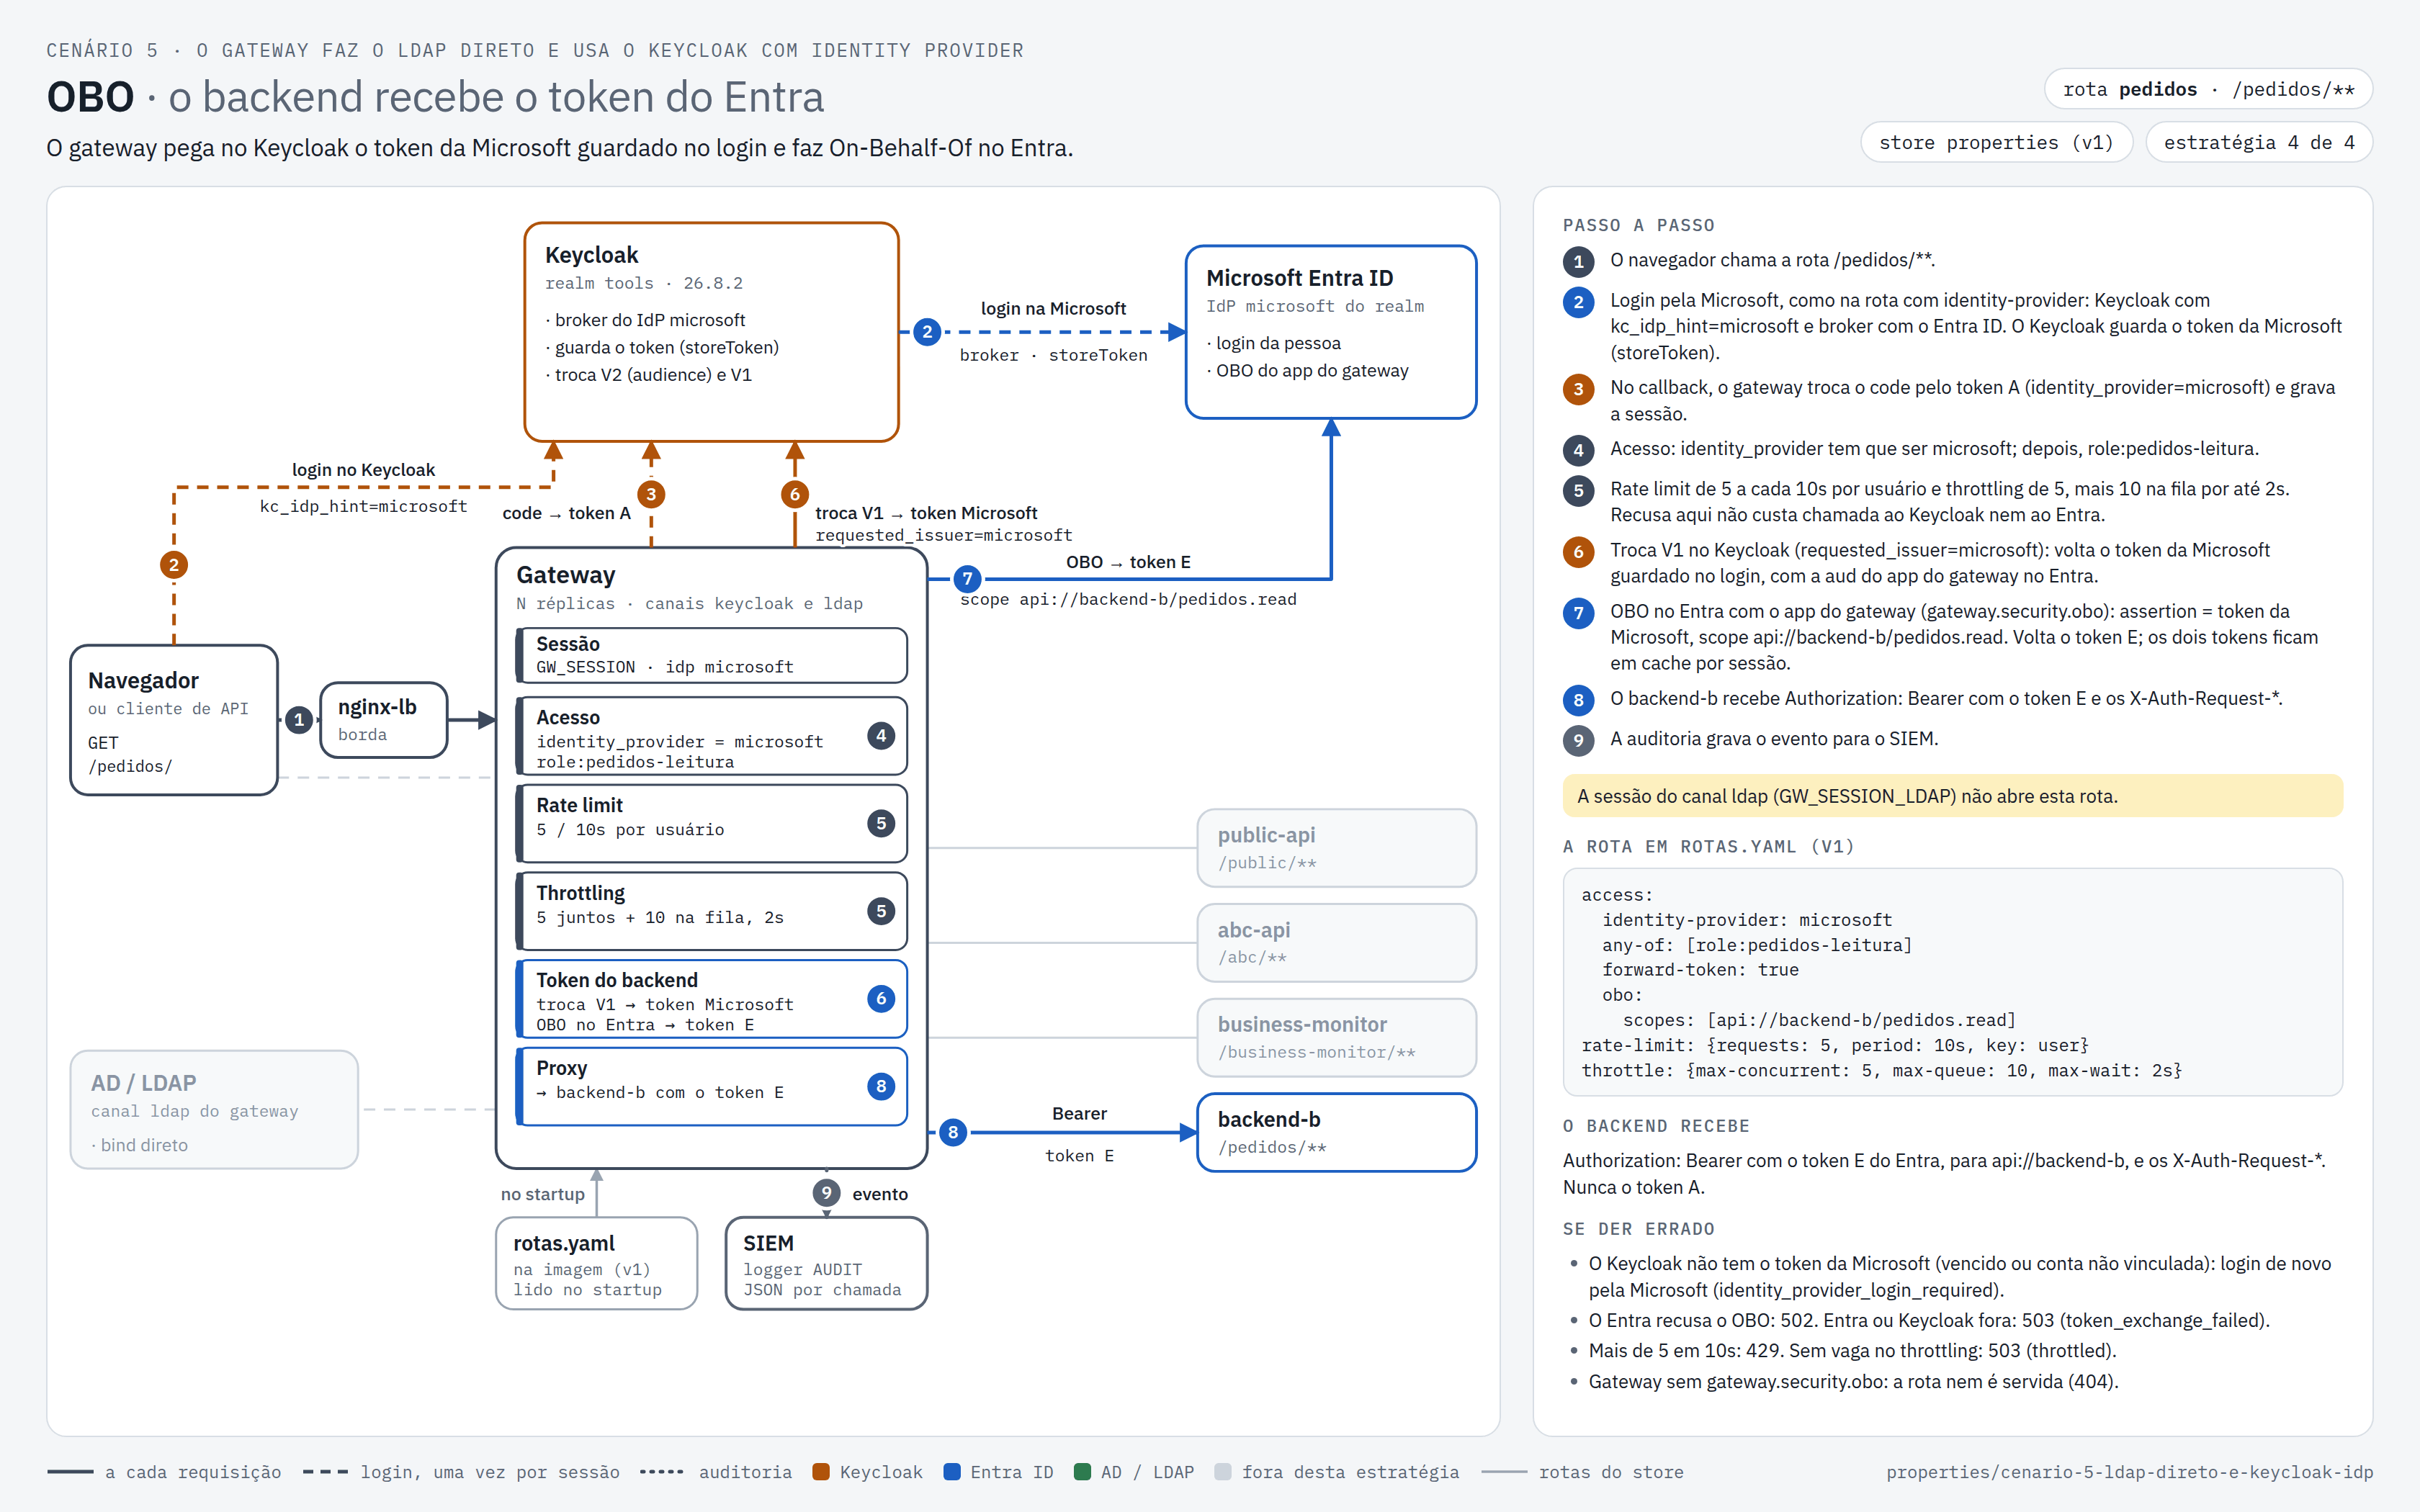 CENÁRIO 5 · O GATEWAY FAZ O LDAP DIRETO E USA O KEYCLOAK COM IDENTITY PROVIDER
OBO · o backend recebe o token do Entra
O gateway pega no Keycloak o token da Microsoft guardado no login e faz On-Behalf-Of no Entra.
rota pedidos · /pedidos/**
store properties (v1)
estratégia 4 de 4
Keycloak
realm tools · 26.8.2
· broker do IdP microsoft
· guarda o token (storeToken)
· troca V2 (audience) e V1
login na Microsoft
2
broker · storeToken
Microsoft Entra ID
IdP microsoft do realm
· login da pessoa
· OBO do app do gateway
login no Keycloak
kc_idp_hint=microsoft
2
3
code → token A
6
troca V1 → token Microsoft
requested_issuer=microsoft
OBO → token E
7
scope api://backend-b/pedidos.read
Navegador
ou cliente de API
GET
/pedidos/
1
nginx-lb
borda
Gateway
N réplicas · canais keycloak e ldap
Sessão
GW_SESSION · idp microsoft
Acesso
identity_provider = microsoft
role:pedidos-leitura
4
Rate limit
5 / 10s por usuário
5
Throttling
5 juntos + 10 na fila, 2s
5
Token do backend
troca V1 → token Microsoft
OBO no Entra → token E
6
Proxy
→ backend-b com o token E
8
public-api
/public/**
abc-api
/abc/**
business-monitor
/business-monitor/**
Bearer
8
token E
backend-b
/pedidos/**
AD / LDAP
canal ldap do gateway
· bind direto
no startup
9
evento
rotas.yaml
na imagem (v1)
lido no startup
SIEM
logger AUDIT
JSON por chamada
PASSO A PASSO
1 O navegador chama a rota /pedidos/**.
2 Login pela Microsoft, como na rota com identity-provider: Keycloak com
kc_idp_hint=microsoft e broker com o Entra ID. O Keycloak guarda o token da Microsoft
(storeToken).
3 No callback, o gateway troca o code pelo token A (identity_provider=microsoft) e grava
a sessão.
4 Acesso: identity_provider tem que ser microsoft; depois, role:pedidos-leitura.
5 Rate limit de 5 a cada 10s por usuário e throttling de 5, mais 10 na fila por até 2s.
Recusa aqui não custa chamada ao Keycloak nem ao Entra.
6 Troca V1 no Keycloak (requested_issuer=microsoft): volta o token da Microsoft
guardado no login, com a aud do app do gateway no Entra.
7 OBO no Entra com o app do gateway (gateway.security.obo): assertion = token da
Microsoft, scope api://backend-b/pedidos.read. Volta o token E; os dois tokens ficam
em cache por sessão.
8 O backend-b recebe Authorization: Bearer com o token E e os X-Auth-Request-*.
9 A auditoria grava o evento para o SIEM.
A sessão do canal ldap (GW_SESSION_LDAP) não abre esta rota.
A ROTA EM ROTAS.YAML (V1)
access:
  identity-provider: microsoft
  any-of: [role:pedidos-leitura]
  forward-token: true
  obo:
    scopes: [api://backend-b/pedidos.read]
rate-limit: {requests: 5, period: 10s, key: user}
throttle: {max-concurrent: 5, max-queue: 10, max-wait: 2s}
O BACKEND RECEBE
Authorization: Bearer com o token E do Entra, para api://backend-b, e os X-Auth-Request-*.
Nunca o token A.
SE DER ERRADO
• O Keycloak não tem o token da Microsoft (vencido ou conta não vinculada): login de novo
pela Microsoft (identity_provider_login_required).
• O Entra recusa o OBO: 502. Entra ou Keycloak fora: 503 (token_exchange_failed).
• Mais de 5 em 10s: 429. Sem vaga no throttling: 503 (throttled).
• Gateway sem gateway.security.obo: a rota nem é servida (404).
a cada requisição
login, uma vez por sessão
auditoria
Keycloak
Entra ID
AD / LDAP
fora desta estratégia
rotas do store
properties/cenario-5-ldap-direto-e-keycloak-idp